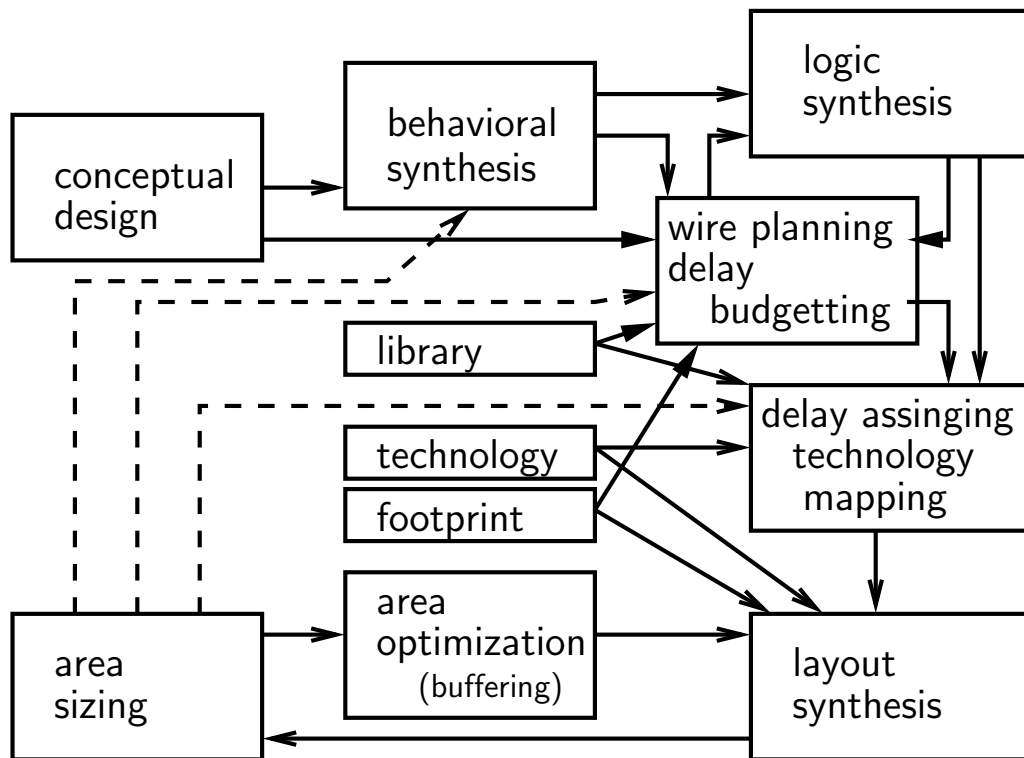 logic
synthesis
behavioral
synthesis
conceptual
design
wire planning
delay
budgetting
library
delay assinging
technology
mapping
technology
footprint
area
optimization
(buffering)
area
sizing
layout
synthesis